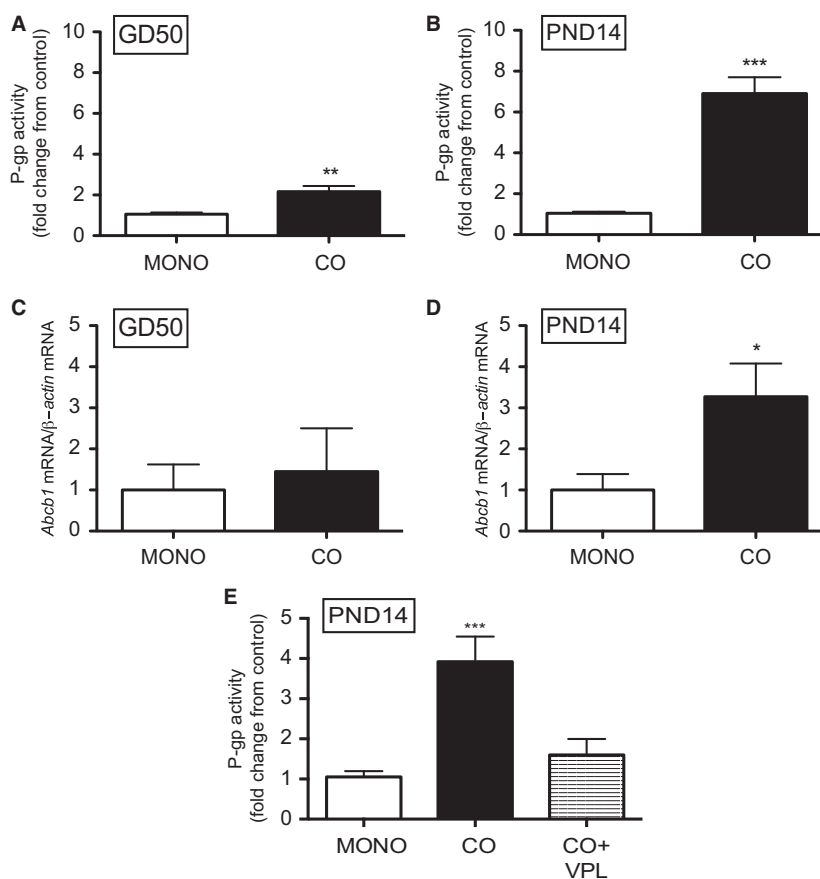 A
GD50
P-gp activity
(fold change from control)
10
8
6
4
2
0
**
MONO
CO
B
PND14
P-gp activity
(fold change from control)
10
8
6
4
2
0
***
MONO
CO
C
GD50
Abcb1 mRNA/β–actin mRNA
5
4
3
2
1
0
MONO
CO
D
PND14
Abcb1 mRNA/β–actin mRNA
5
4
3
2
1
0
*
MONO
CO
E
PND14
P-gp activity
(fold change from control)
5
4
3
2
1
0
***
MONO
CO
CO+
VPL